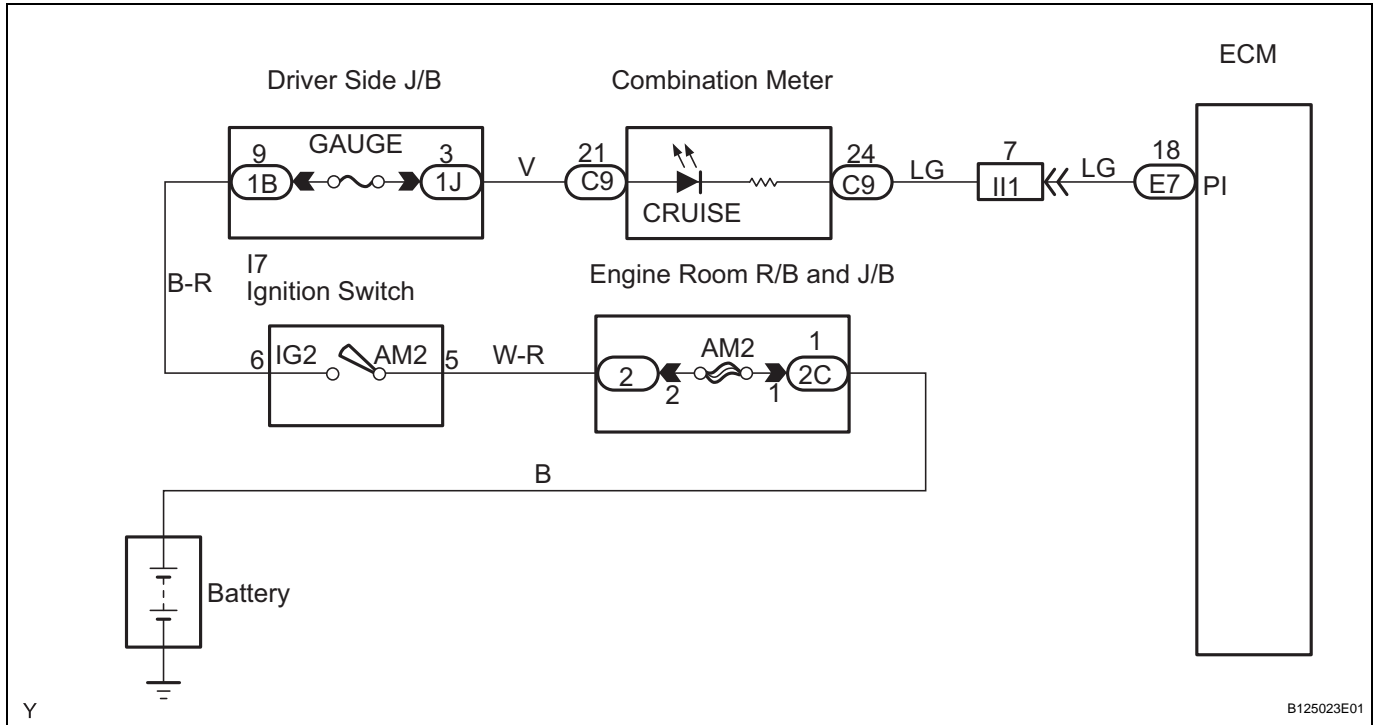 ECM
Driver Side J/B
Combination Meter
9 GAUGE 3 V 21 24 LG 7 LG 18
1B 1J C9 C9 II1 E7 PI
CRUISE
B-R
I7
Ignition Switch
Engine Room R/B and J/B
6 IG2 AM2 5 W-R AM2 1
2 2C
2 1
B
Battery
Y
B125023E01